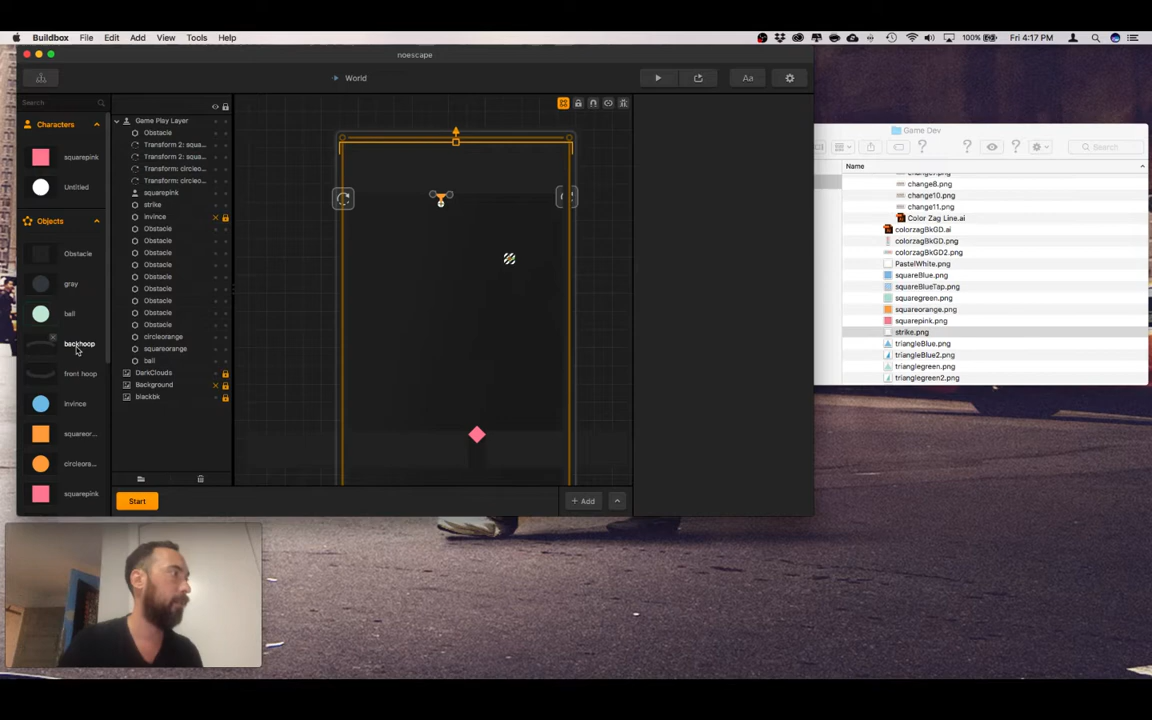 Buildbox File Edit Add View Tools Help
100% Fri 4:17 PM
noescape
World
Aa
Search
Characters
squarepink
Untitled
Objects
Obstacle
gray
ball
backhoop
front hoop
invince
squareor...
circleora...
squarepink
Game Play Layer
Obstacle
Transform 2: squa...
Transform 2: squa...
Transform: circleo...
Transform: circleo...
squarepink
strike
invince
Obstacle
Obstacle
Obstacle
Obstacle
Obstacle
Obstacle
Obstacle
Obstacle
Obstacle
circleorange
squareorange
ball
DarkClouds
Background
blackbk
Start
+ Add
Game Dev
Search
Name
change8.png
change10.png
change11.png
Color Zag Line.ai
colorzagBkGD.ai
colorzagBkGD.png
colorzagBkGD2.png
PastelWhite.png
squareBlue.png
squareBlueTap.png
squaregreen.png
squareorange.png
squarepink.png
strike.png
triangleBlue.png
triangleBlue2.png
trianglegreen.png
trianglegreen2.png